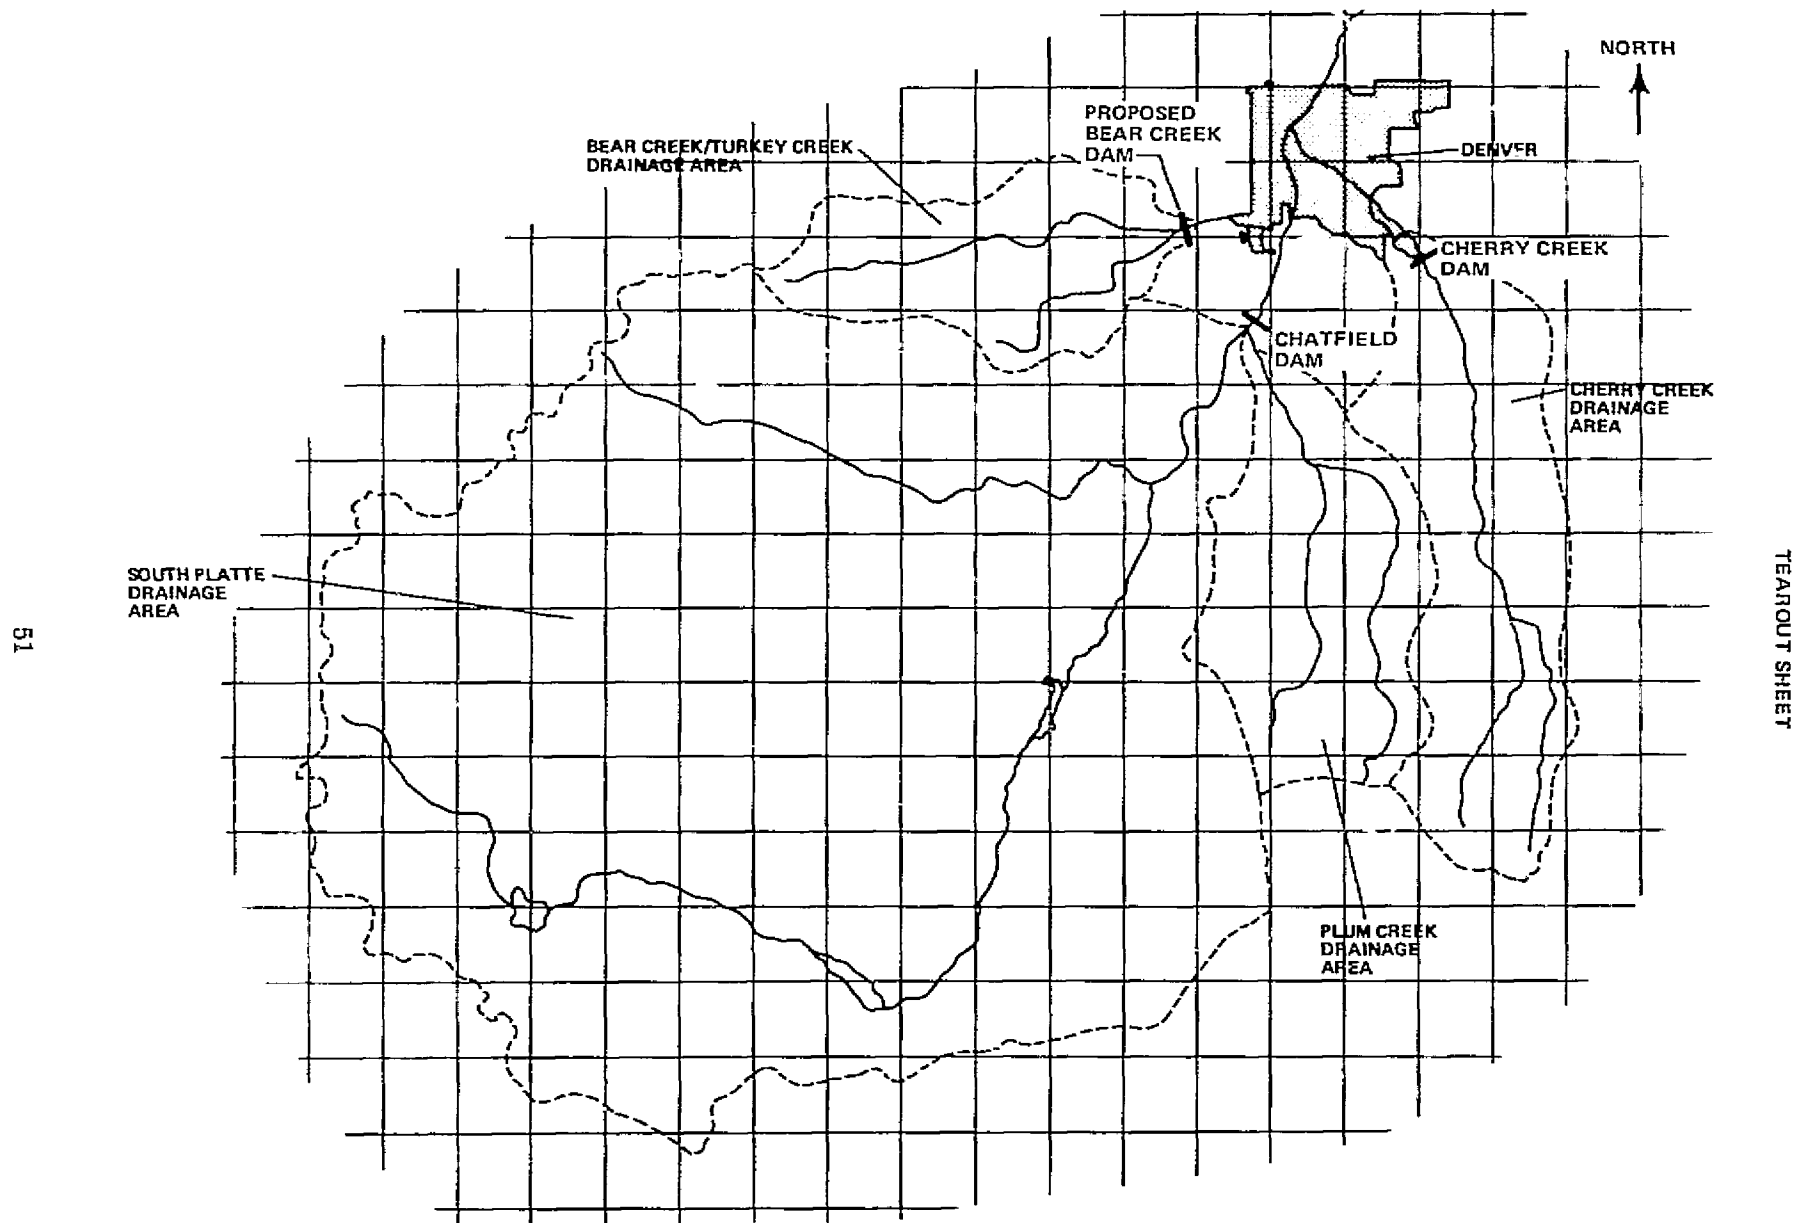 NORTH
PROPOSED
BEAR CREEK
DAM
BEAR CREEK/TURKEY CREEK
DRAINAGE AREA
DENVER
CHERRY CREEK
DAM
CHATFIELD
DAM
CHERRY CREEK
DRAINAGE
AREA
SOUTH PLATTE
DRAINAGE
AREA
PLUM CREEK
DRAINAGE
AREA
51
TEAROUT SHEET